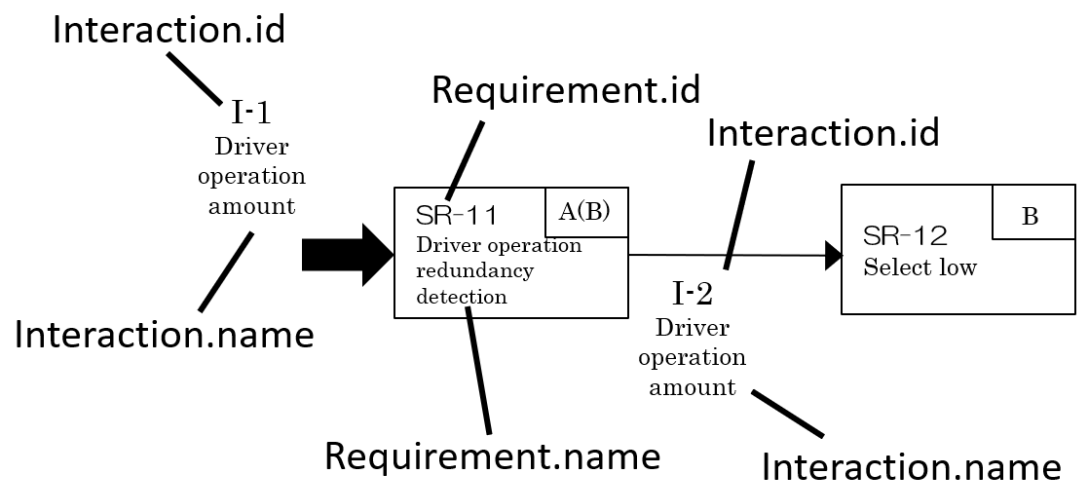 Interaction.id
I-1
Driver
operation
amount
Interaction.name
Requirement.id
SR-11
A(B)
Driver operation
redundancy
detection
Requirement.name
Interaction.id
I-2
Driver
operation
amount
Interaction.name
SR-12
B
Select low